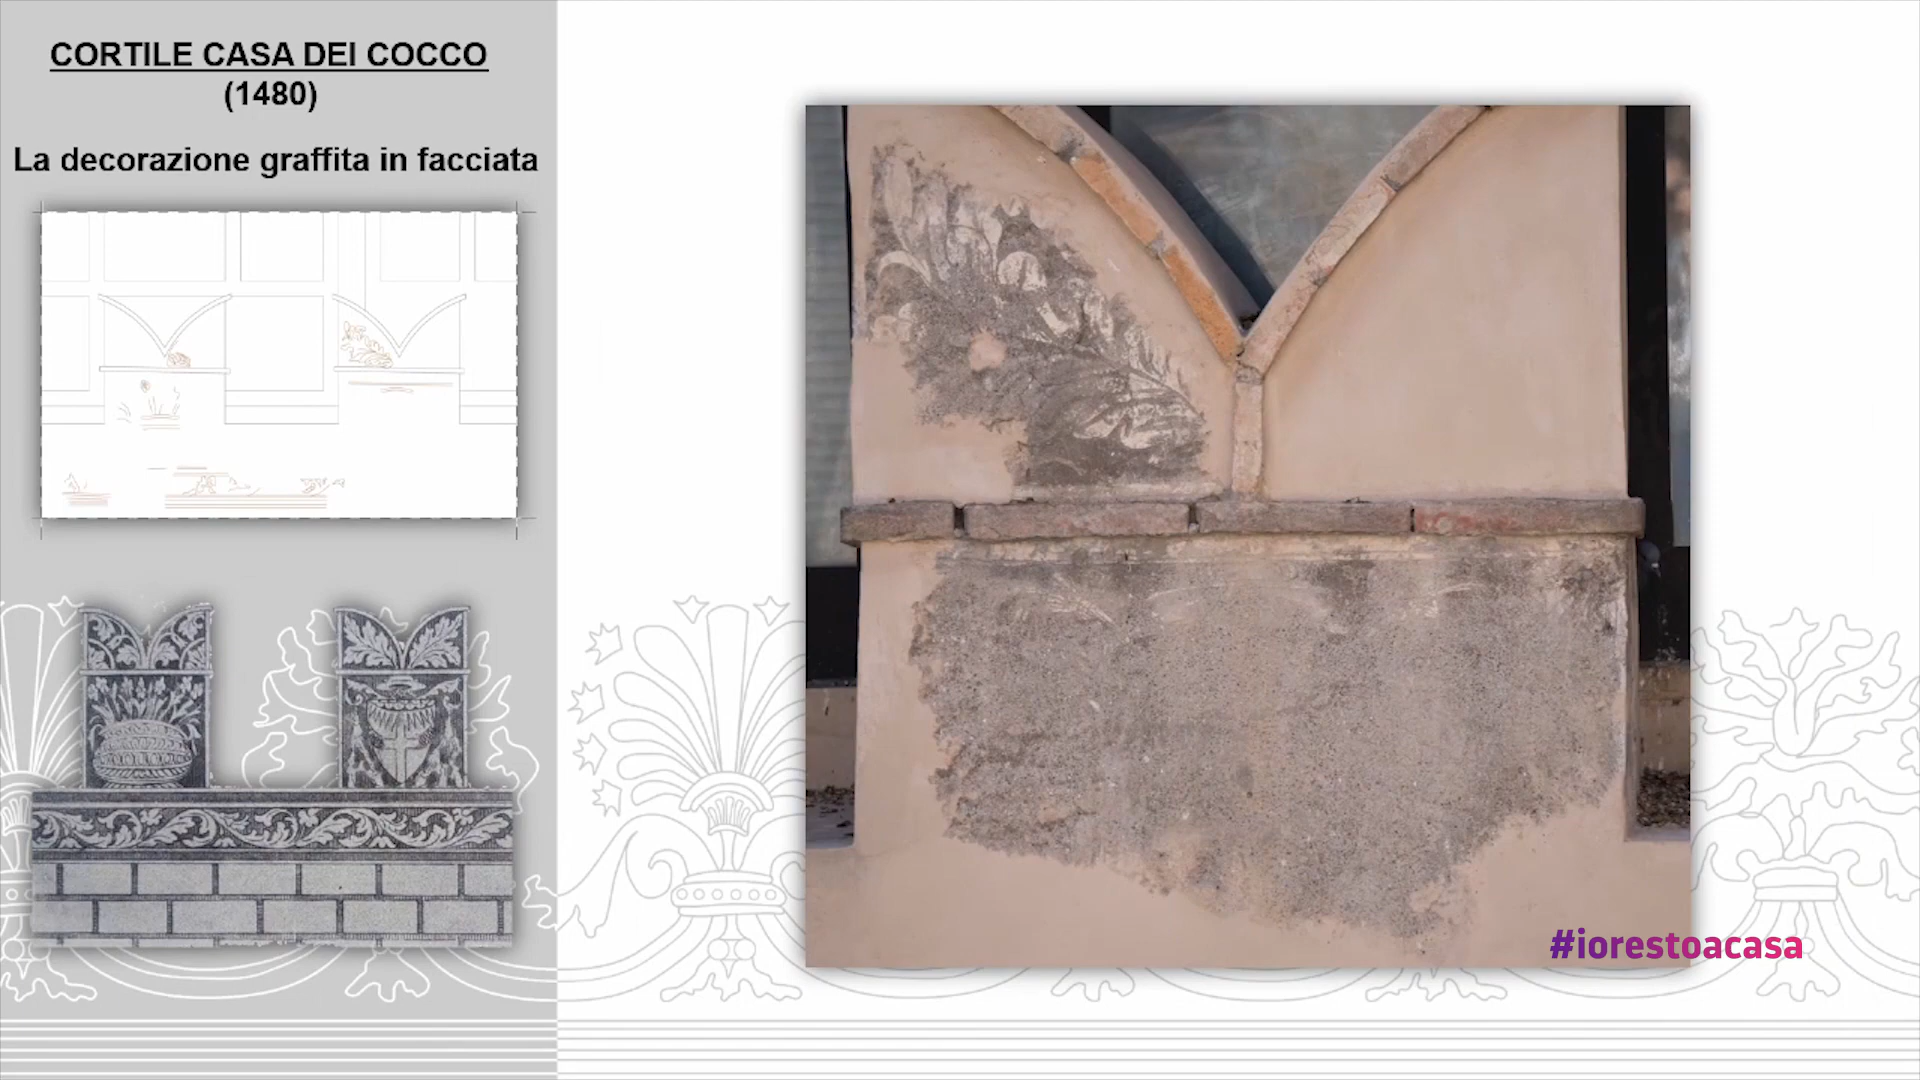 CORTILE CASA DEI COCCO
(1480)
La decorazione graffita in facciata
#iorestoacasa